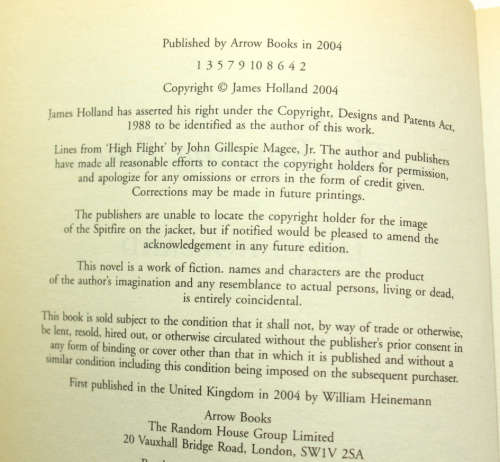 Published by Arrow Books in 2004
1 3 5 7 9 10 8 6 4 2
Copyright © James Holland 2004
James Holland has asserted his right under the Copyright, Designs and Patents Act,
1988 to be identified as the author of this work.
Lines from 'High Flight' by John Gillespie Magee, Jr. The author and publishers
have made all reasonable efforts to contact the copyright holders for permission,
and apologize for any omissions or errors in the form of credit given.
Corrections may be made in future printings.
The publishers are unable to locate the copyright holder for the image
of the Spitfire on the jacket, but if notified would be pleased to amend the
acknowledgement in any future edition.
This novel is a work of fiction. names and characters are the product
of the author's imagination and any resemblance to actual persons, living or dead,
is entirely coincidental.
This book is sold subject to the condition that it shall not, by way of trade or otherwise,
be lent, resold, hired out, or otherwise circulated without the publisher's prior consent in
any form of binding or cover other than that in which it is published and without a
similar condition including this condition being imposed on the subsequent purchaser.
First published in the United Kingdom in 2004 by William Heinemann
Arrow Books
The Random House Group Limited
20 Vauxhall Bridge Road, London, SW1V 2SA